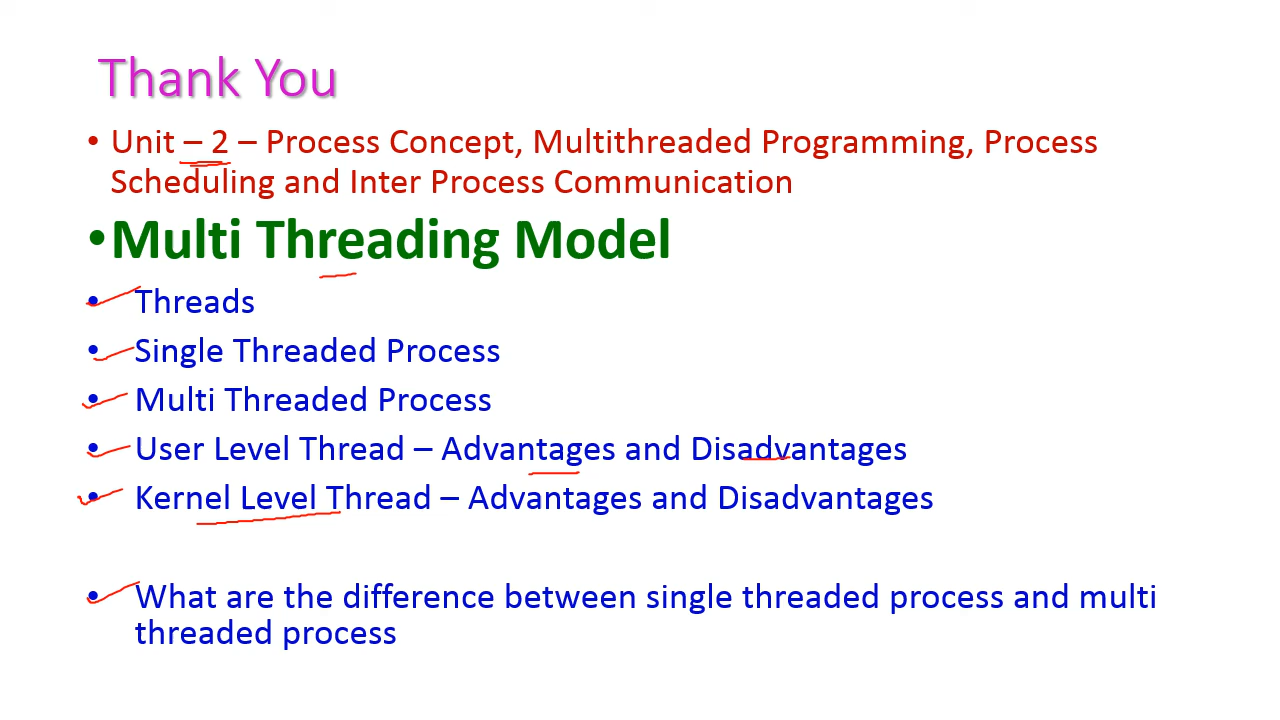 Thank You
• Unit – 2 – Process Concept, Multithreaded Programming, Process
Scheduling and Inter Process Communication
•Multi Threading Model
• Threads
• Single Threaded Process
• Multi Threaded Process
• User Level Thread – Advantages and Disadvantages
• Kernel Level Thread – Advantages and Disadvantages
• What are the difference between single threaded process and multi
threaded process